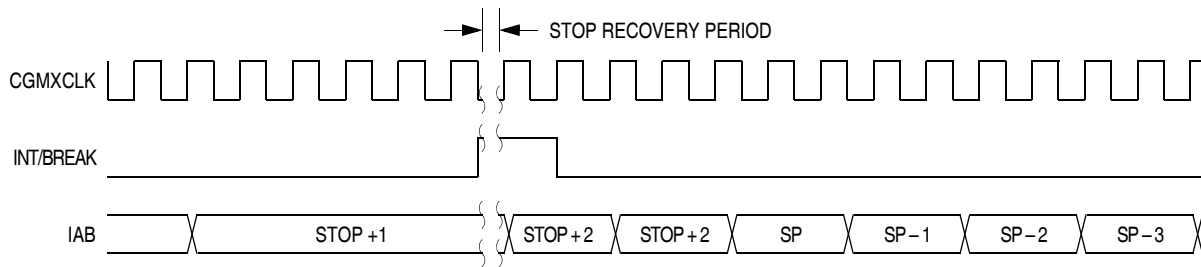 STOP RECOVERY PERIOD
CGMXCLK
INT/BREAK
IAB STOP +1 STOP + 2 STOP + 2 SP SP – 1 SP – 2 SP – 3